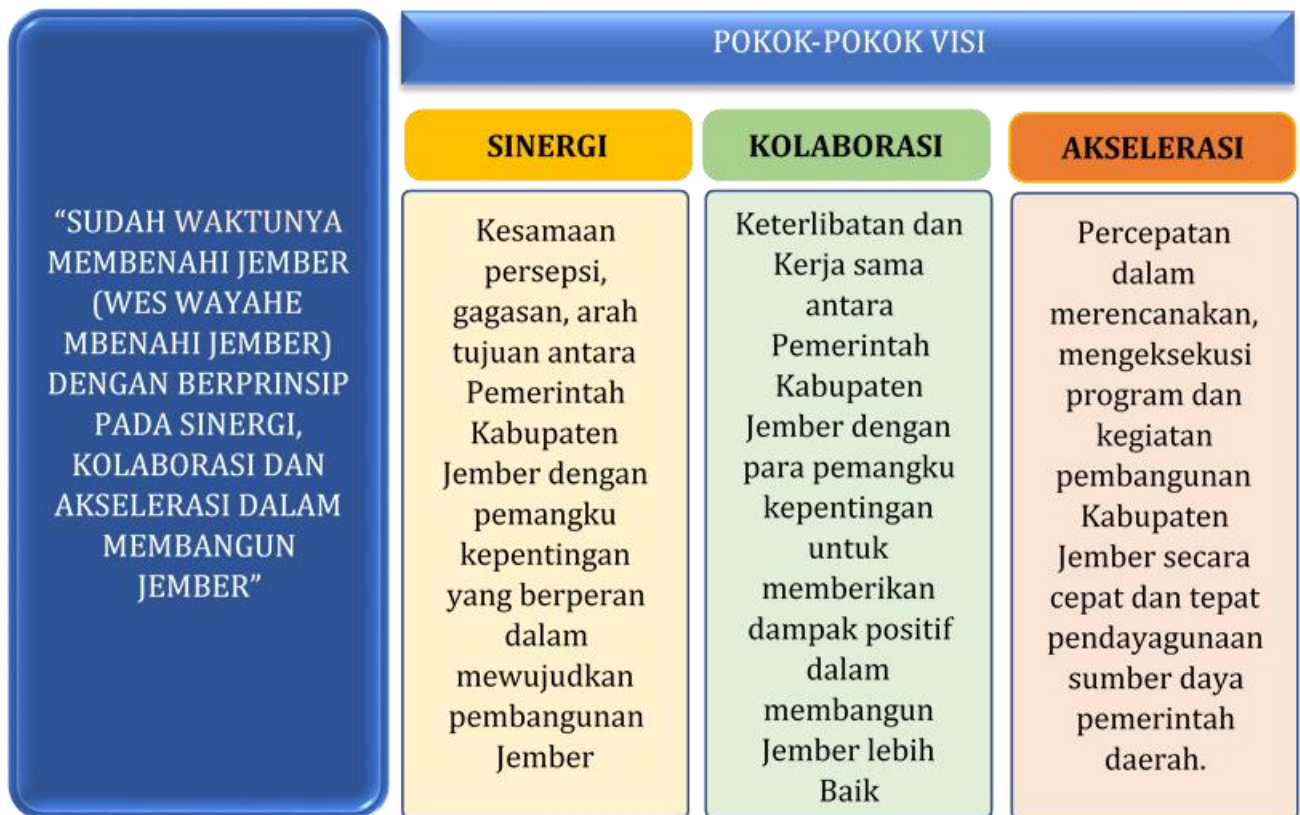 “SUDAH WAKTUNYA
MEMBENAHI JEMBER
(WES WAYAHE
MBENAHI JEMBER)
DENGAN BERPRINSIP
PADA SINERGI,
KOLABORASI DAN
AKSELERASI DALAM
MEMBANGUN
JEMBER”
POKOK-POKOK VISI
SINERGI
Kesamaan
persepsi,
gagasan, arah
tujuan antara
Pemerintah
Kabupaten
Jember dengan
pemangku
kepentingan
yang berperan
dalam
mewujudkan
pembangunan
Jember
KOLABORASI
Keterlibatan dan
Kerja sama
antara
Pemerintah
Kabupaten
Jember dengan
para pemangku
kepentingan
untuk
memberikan
dampak positif
dalam
membangun
Jember lebih
Baik
AKSELERASI
Percepatan
dalam
merencanakan,
mengeksekusi
program dan
kegiatan
pembangunan
Kabupaten
Jember secara
cepat dan tepat
pendayagunaan
sumber daya
pemerintah
daerah.